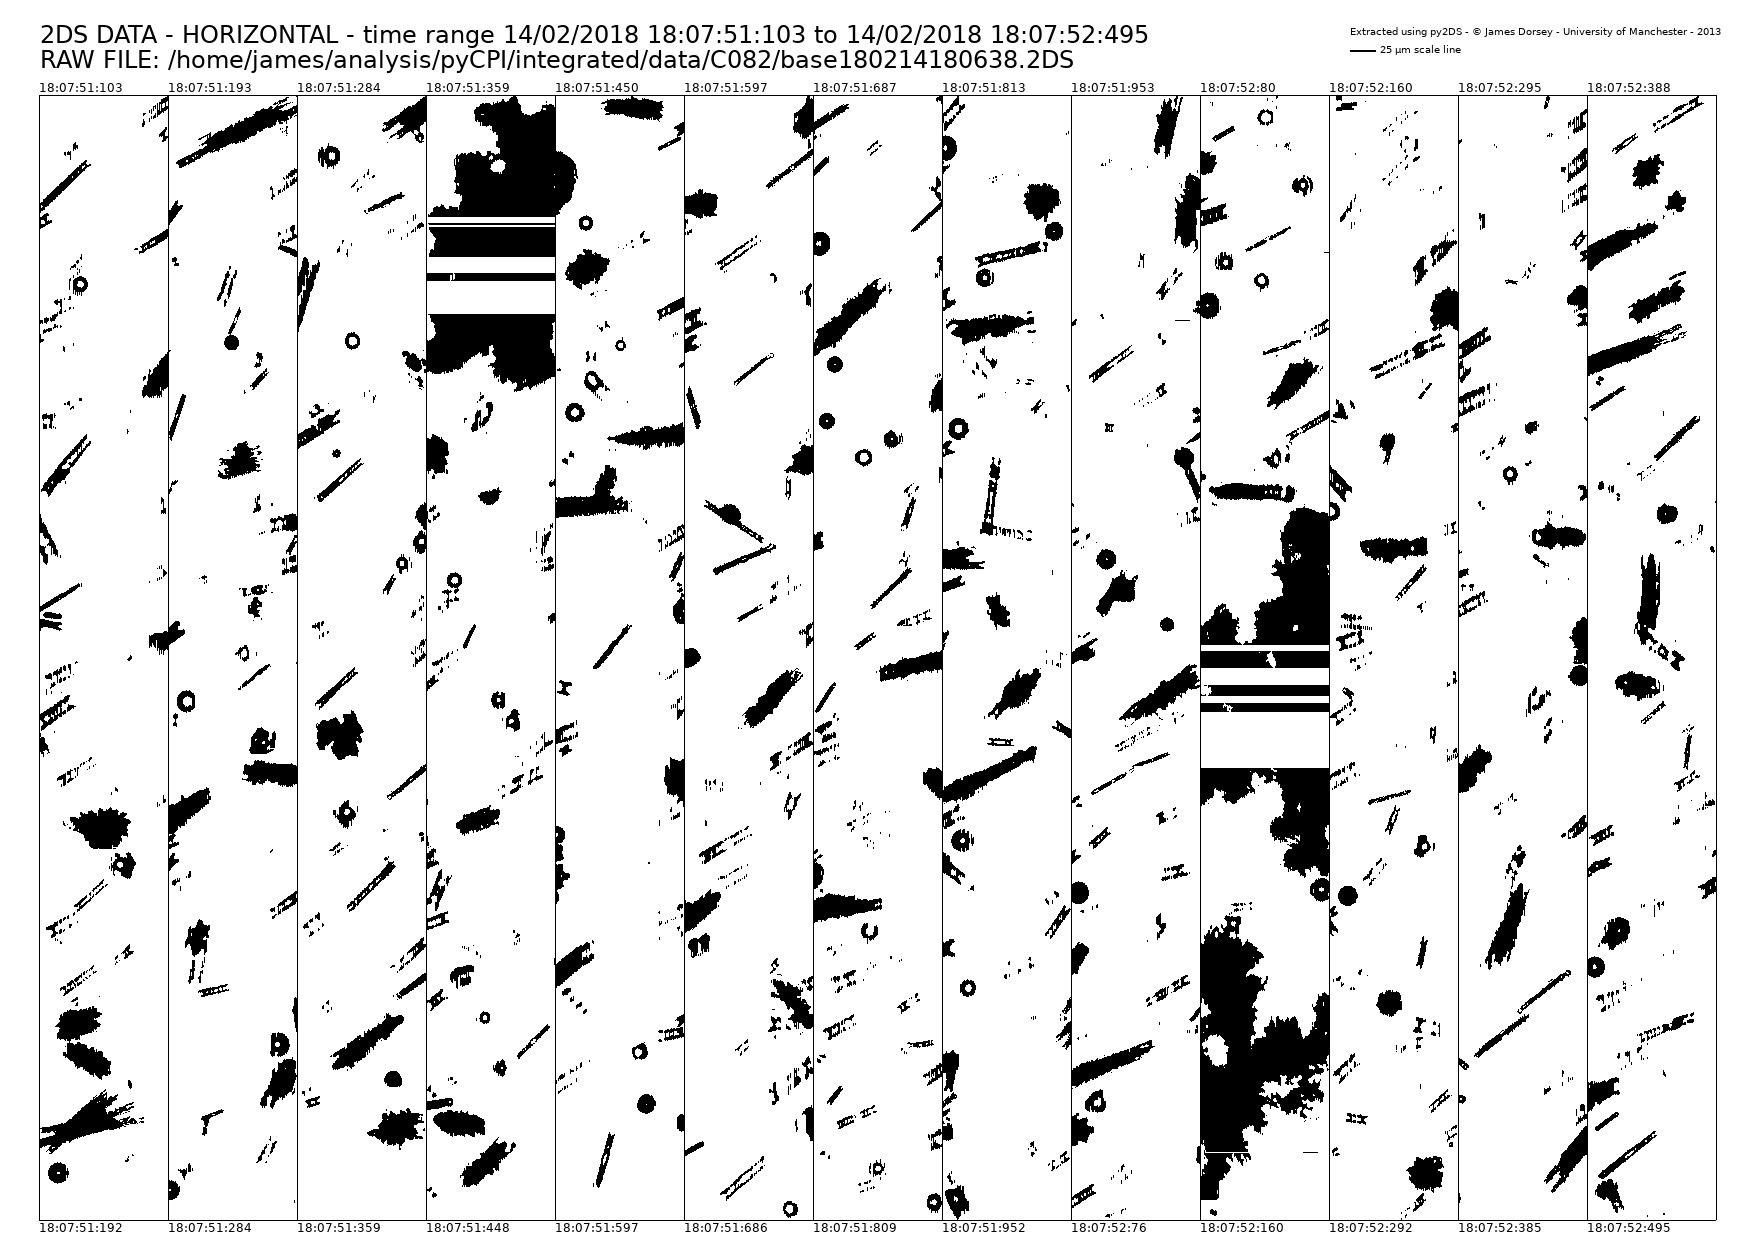 2DS DATA - HORIZONTAL - time range 14/02/2018 18:07:51:103 to 14/02/2018 18:07:52:495
RAW FILE: /home/james/analysis/pyCPI/integrated/data/C082/base180214180638.2DS
Extracted using py2DS - © James Dorsey - University of Manchester - 2013
25 μm scale line
18:07:51:103 18:07:51:193 18:07:51:284 18:07:51:359 18:07:51:450 18:07:51:597 18:07:51:687 18:07:51:813 18:07:51:953 18:07:52:80 18:07:52:160 18:07:52:295 18:07:52:388
18:07:51:192 18:07:51:284 18:07:51:359 18:07:51:448 18:07:51:597 18:07:51:686 18:07:51:809 18:07:51:952 18:07:52:76 18:07:52:160 18:07:52:292 18:07:52:385 18:07:52:495